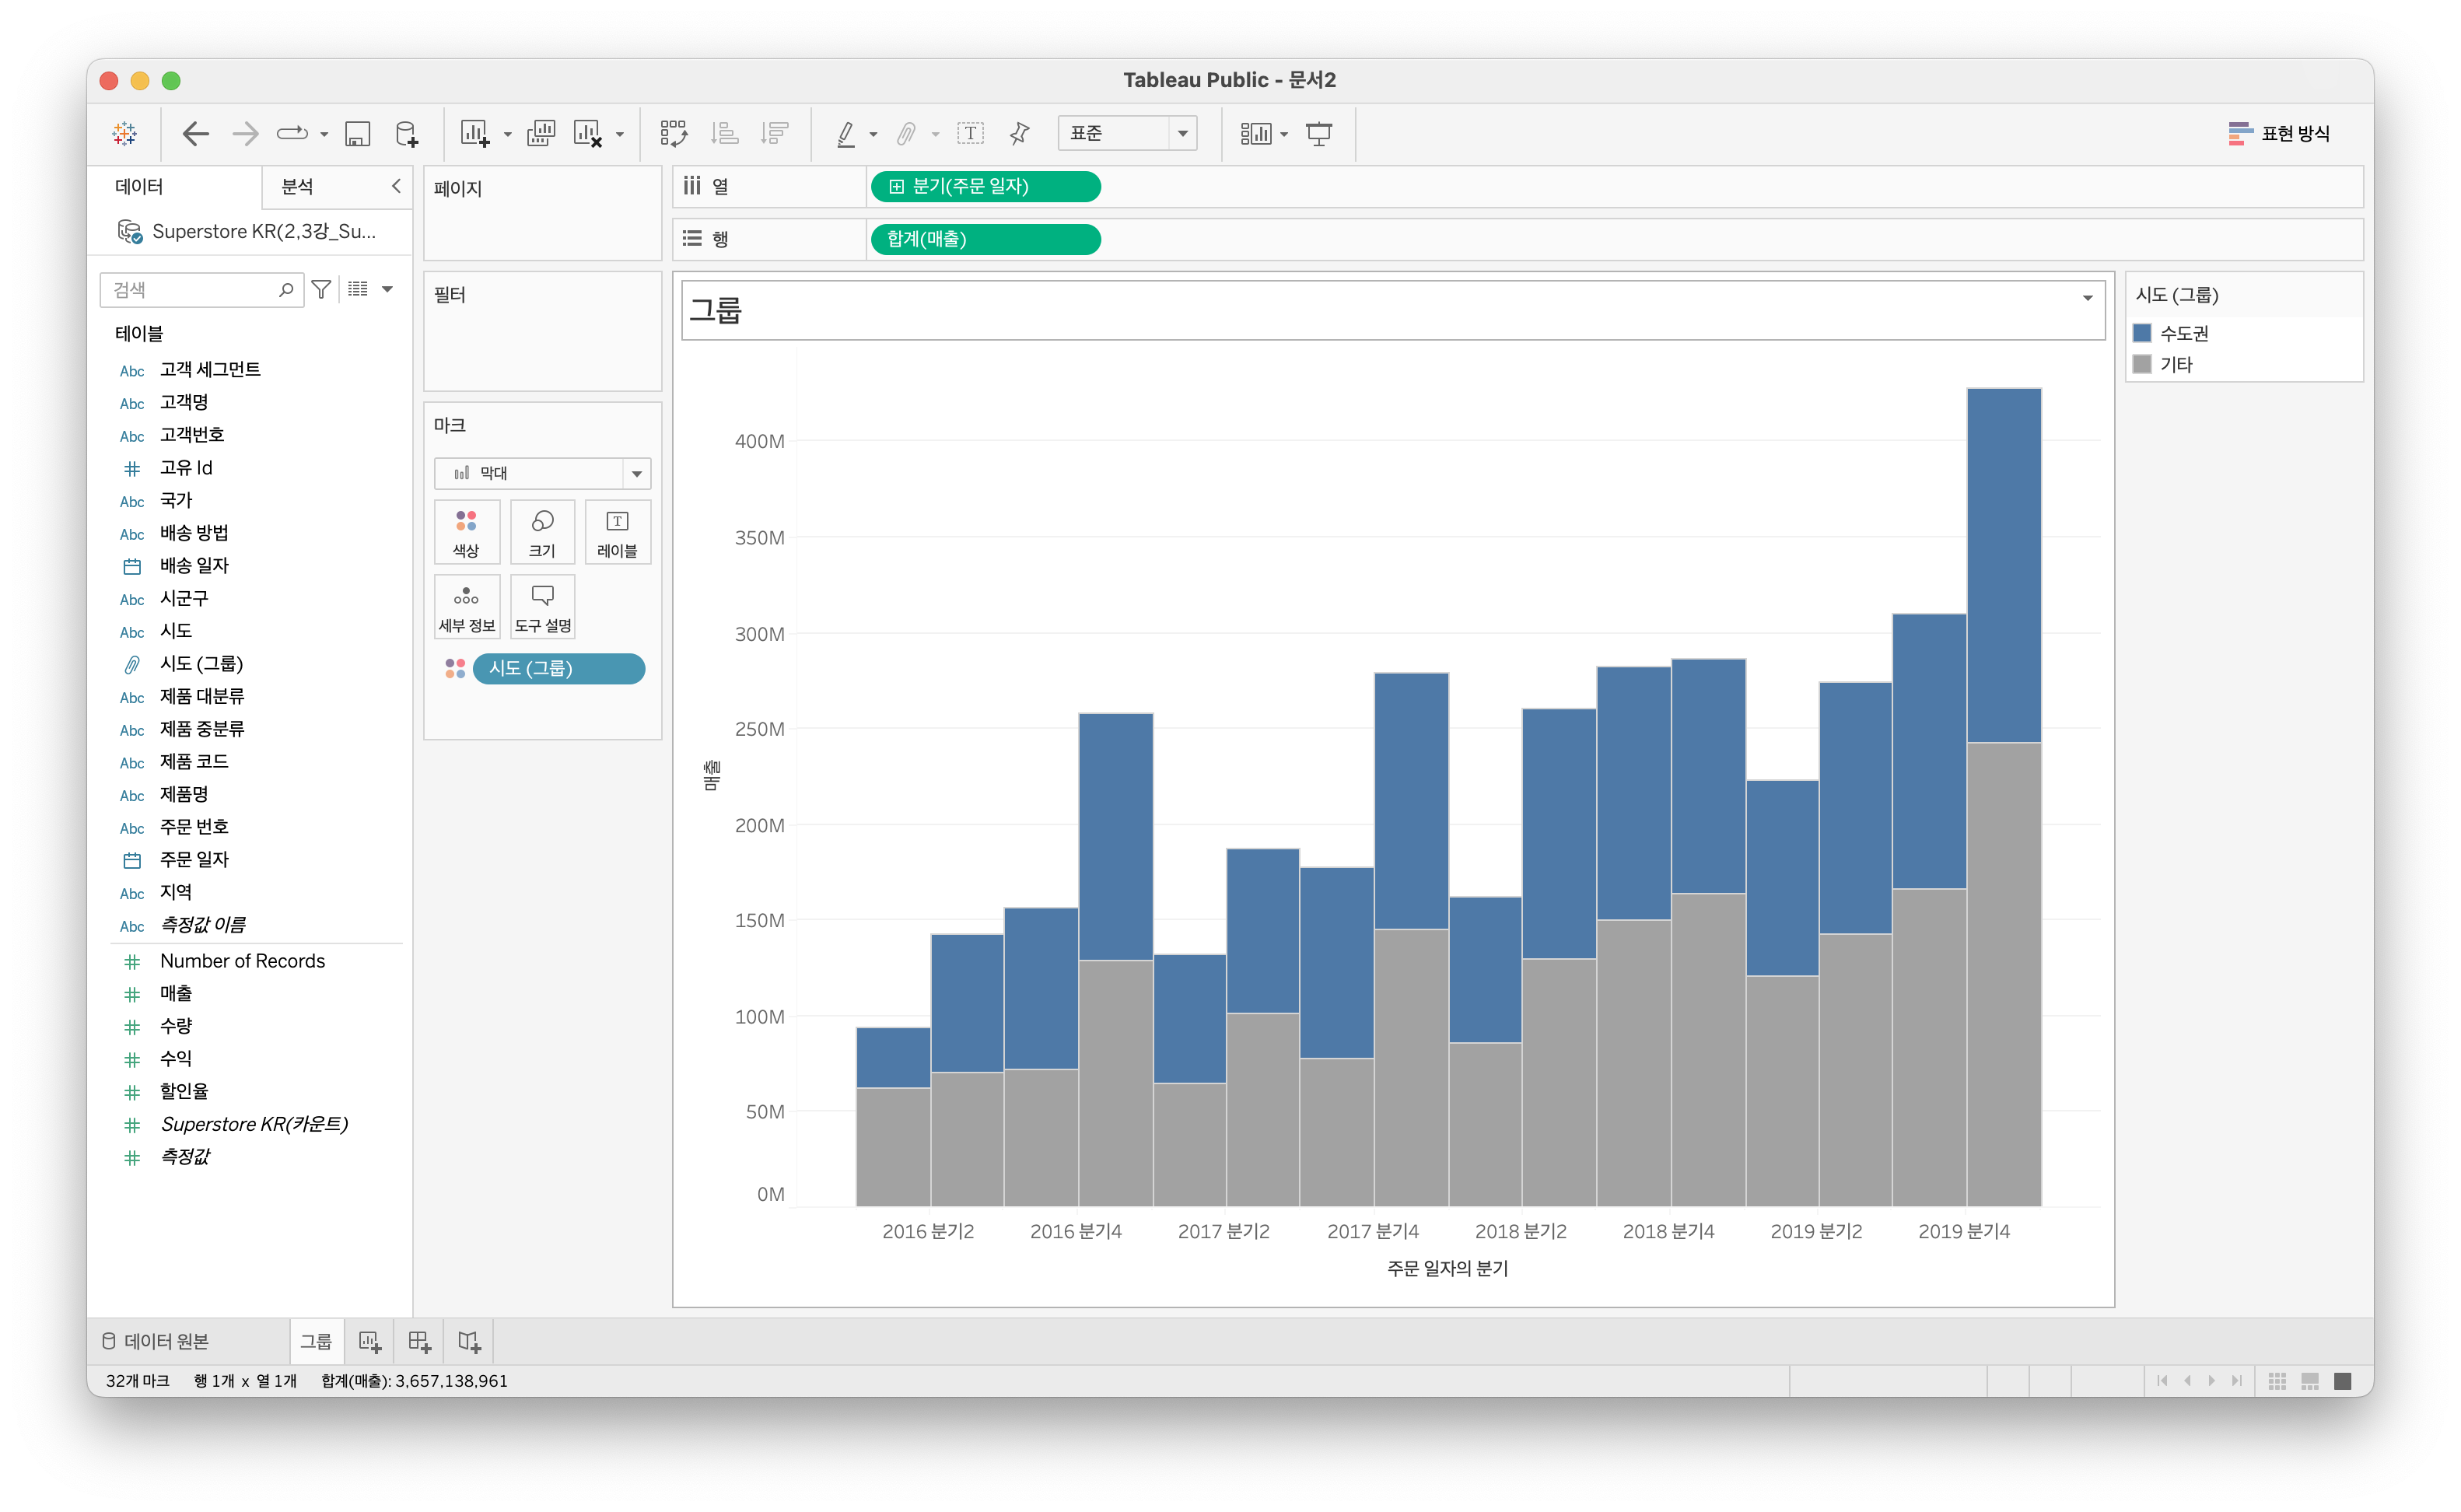 Tableau Public - 문서2
표준
표현 방식
데이터
분석
Superstore KR(2,3강_Su...
검색
테이블
Abc 고객 세그먼트
Abc 고객명
Abc 고객번호
고유 Id
Abc 국가
Abc 배송 방법
배송 일자
Abc 시군구
Abc 시도
시도 (그룹)
Abc 제품 대분류
Abc 제품 중분류
Abc 제품 코드
Abc 제품명
Abc 주문 번호
주문 일자
Abc 지역
Abc 측정값 이름
Number of Records
매출
수량
수익
할인율
Superstore KR(카운트)
측정값
페이지
필터
마크
막대
색상
크기
레이블
세부 정보
도구 설명
시도 (그룹)
열
분기(주문 일자)
행
합계(매출)
그룹
400M
350M
300M
250M
200M
150M
100M
50M
0M
매출
2016 분기2
2016 분기4
2017 분기2
2017 분기4
2018 분기2
2018 분기4
2019 분기2
2019 분기4
주문 일자의 분기
시도 (그룹)
수도권
기타
데이터 원본
그룹
32개 마크 행 1개 x 열 1개 합계(매출): 3,657,138,961